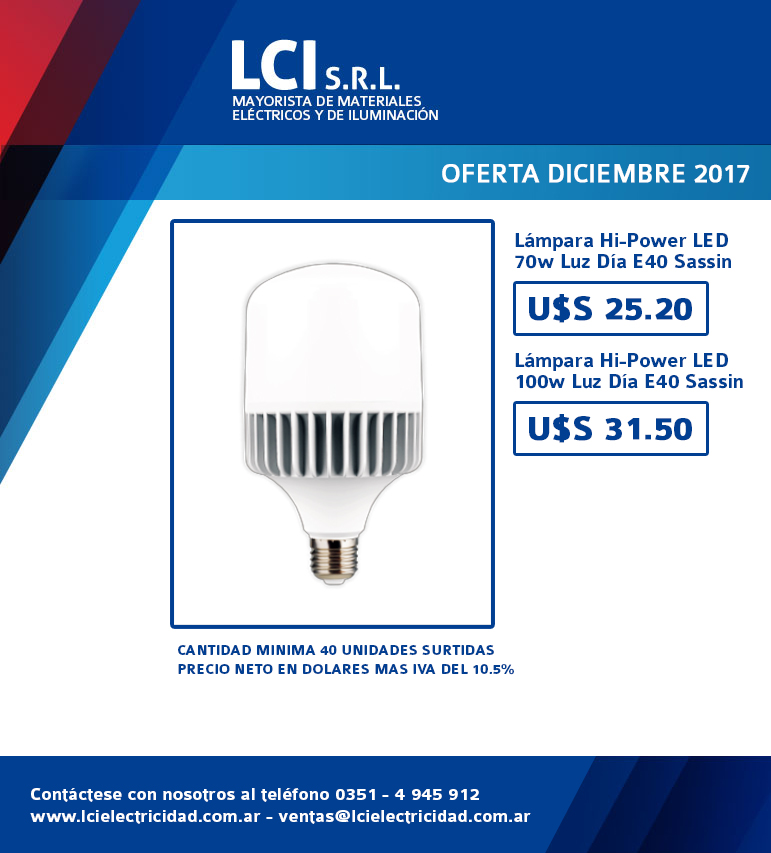 LCI S.R.L.
MAYORISTA DE MATERIALES
ELÉCTRICOS Y DE ILUMINACIÓN
OFERTA DICIEMBRE 2017
Lámpara Hi-Power LED
70w Luz Día E40 Sassin
U$S 25.20
Lámpara Hi-Power LED
100w Luz Día E40 Sassin
U$S 31.50
CANTIDAD MINIMA 40 UNIDADES SURTIDAS
PRECIO NETO EN DOLARES MAS IVA DEL 10.5%
Contáctese con nosotros al teléfono 0351 - 4 945 912
www.lcielectricidad.com.ar - ventas@lcielectricidad.com.ar